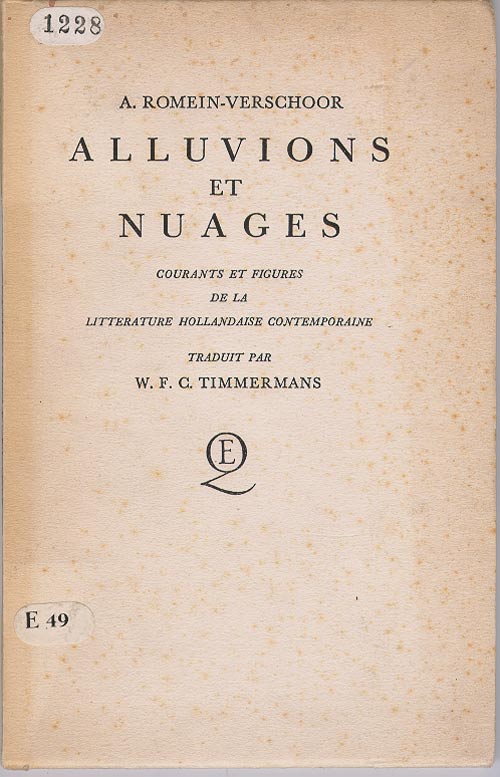 1228
A. ROMEIN-VERSCHOOR
ALLUVIONS
ET
NUAGES
COURANTS ET FIGURES
DE LA
LITTERATURE HOLLANDAISE CONTEMPORAINE
TRADUIT PAR
W. F. C. TIMMERMANS
EQ
E 49